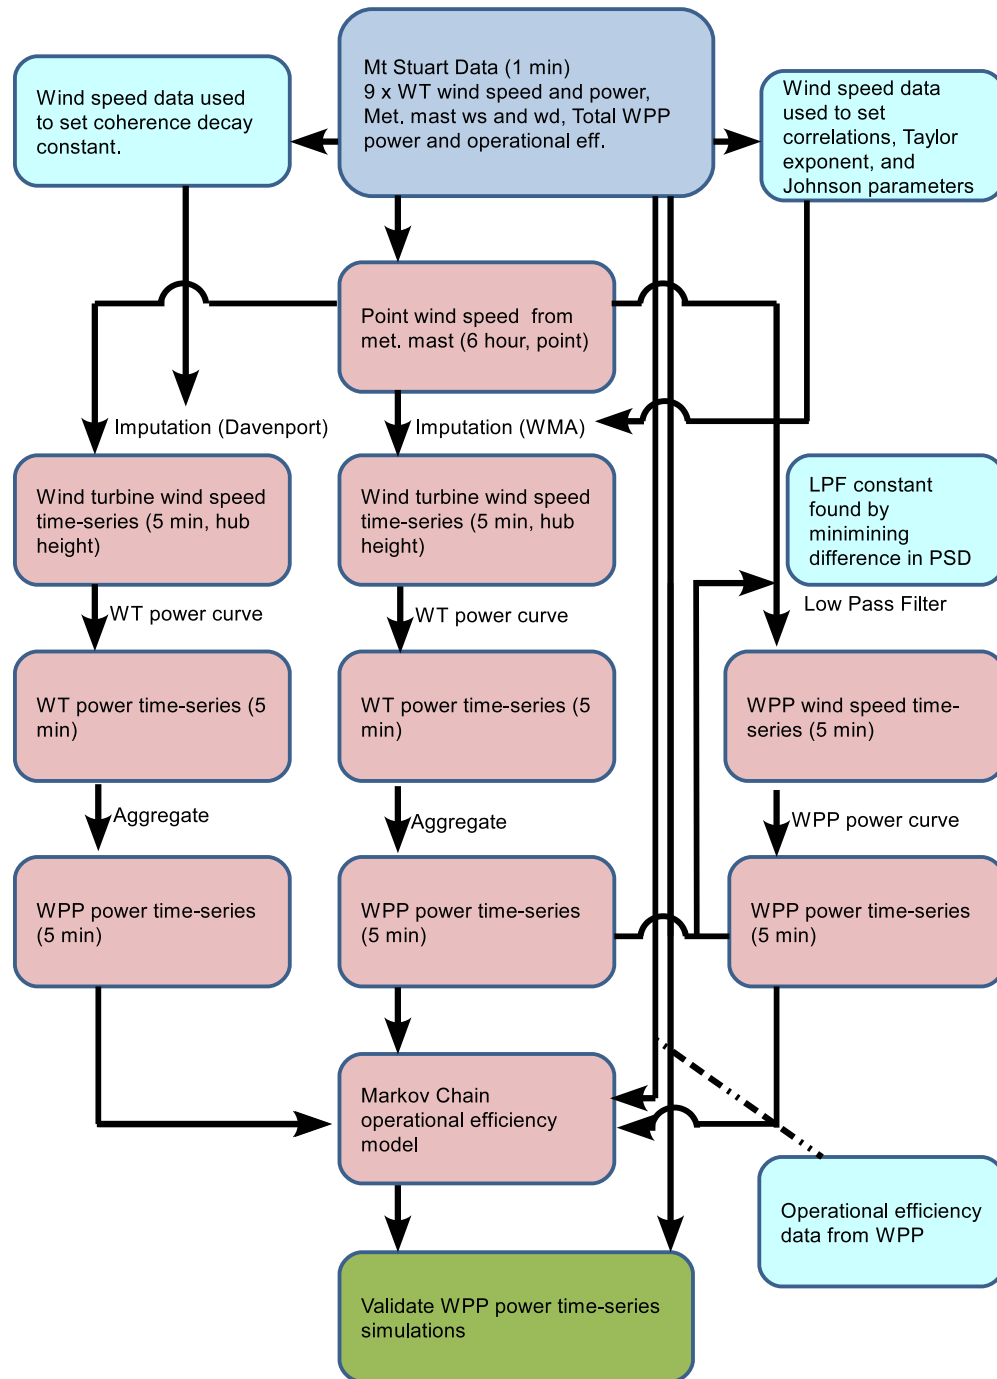 Mt Stuart Data (1 min)
9 x WT wind speed and power,
Met. mast ws and wd, Total WPP
power and operational eff.
Wind speed data used
to set coherence decay
constant.
Wind speed data
used to set
correlations, Taylor
exponent, and
Johnson parameters
Point wind speed from
met. mast (6 hour, point)
Imputation (Davenport)
Imputation (WMA)
Wind turbine wind speed
time-series (5 min, hub
height)
Wind turbine wind speed
time-series (5 min, hub
height)
LPF constant
found by
minimining
difference in PSD
WT power curve
WT power curve
Low Pass Filter
WT power time-series (5
min)
WT power time-series (5
min)
WPP wind speed time-
series (5 min)
Aggregate
Aggregate
WPP power curve
WPP power time-series
(5 min)
WPP power time-series
(5 min)
WPP power time-series
(5 min)
Markov Chain
operational efficiency
model
Operational efficiency
data from WPP
Validate WPP power time-series
simulations